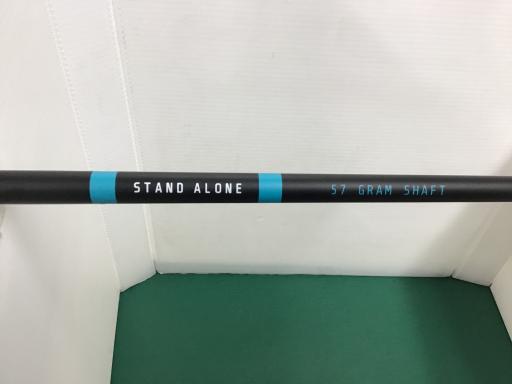 STAND ALONE 57 GRAM SHAFT